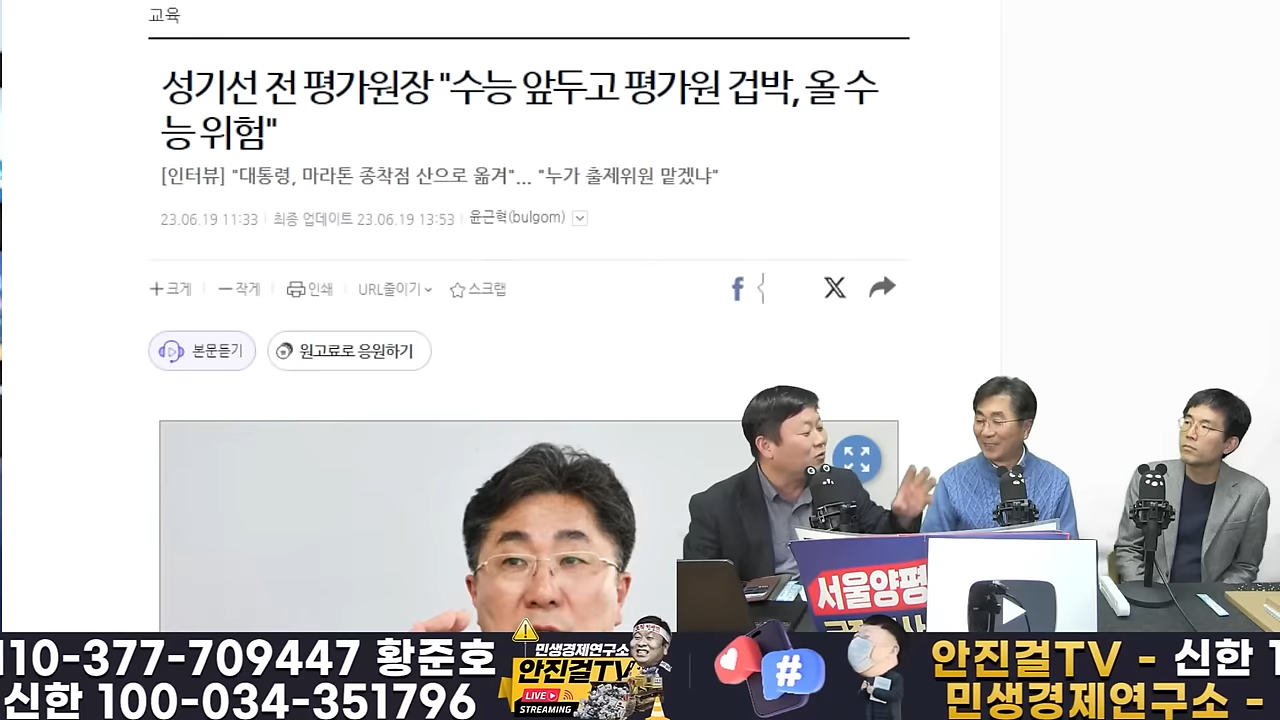 교육
성기선 전 평가원장 "수능 앞두고 평가원 겁박, 올 수
능 위험"
[인터뷰] "대통령, 마라톤 종착점 산으로 옮겨"... "누가 출제위원 맡겠냐"
23.06.19 11:33 최종 업데이트 23.06.19 13:53 윤근혁(bulgom)
크게 작게 인쇄 URL줄이기 스크랩
본문듣기 원고료로 응원하기
서울양평
110-377-709447 황준호
신한 100-034-351796
민생경제연구소
안진걸TV
LIVE
STREAMING
#
안진걸TV - 신한 1
민생경제연구소 -